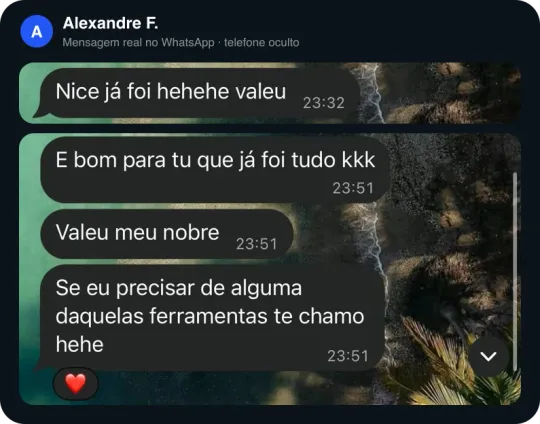 A
Alexandre F.
Mensagem real no WhatsApp · telefone oculto
Nice já foi hehehe valeu
23:32
E bom para tu que já foi tudo kkk
23:51
Valeu meu nobre
23:51
Se eu precisar de alguma
daquelas ferramentas te chamo
hehe
23:51